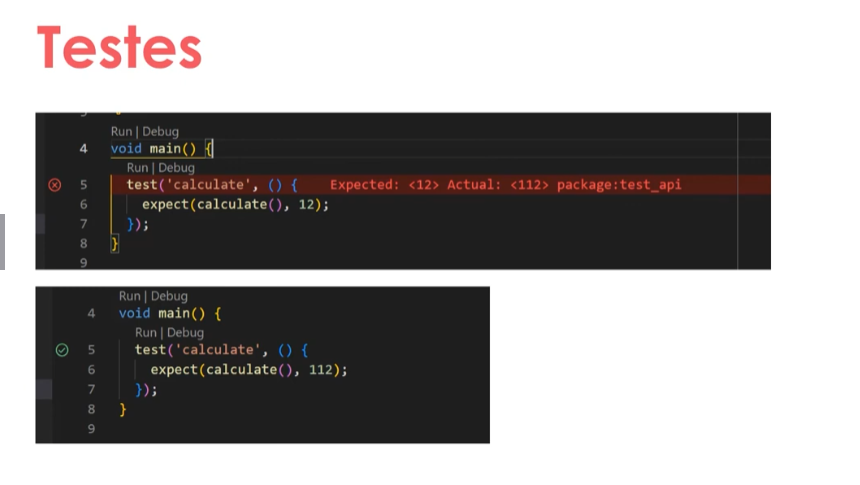 Testes
Run | Debug
4 void main() {
Run | Debug
5 test('calculate', () { Expected: <12> Actual: <112> package:test_api
6 expect(calculate(), 12);
7 });
8 }
9
Run | Debug
4 void main() {
Run | Debug
5 test('calculate', () {
6 expect(calculate(), 112);
7 });
8 }
9